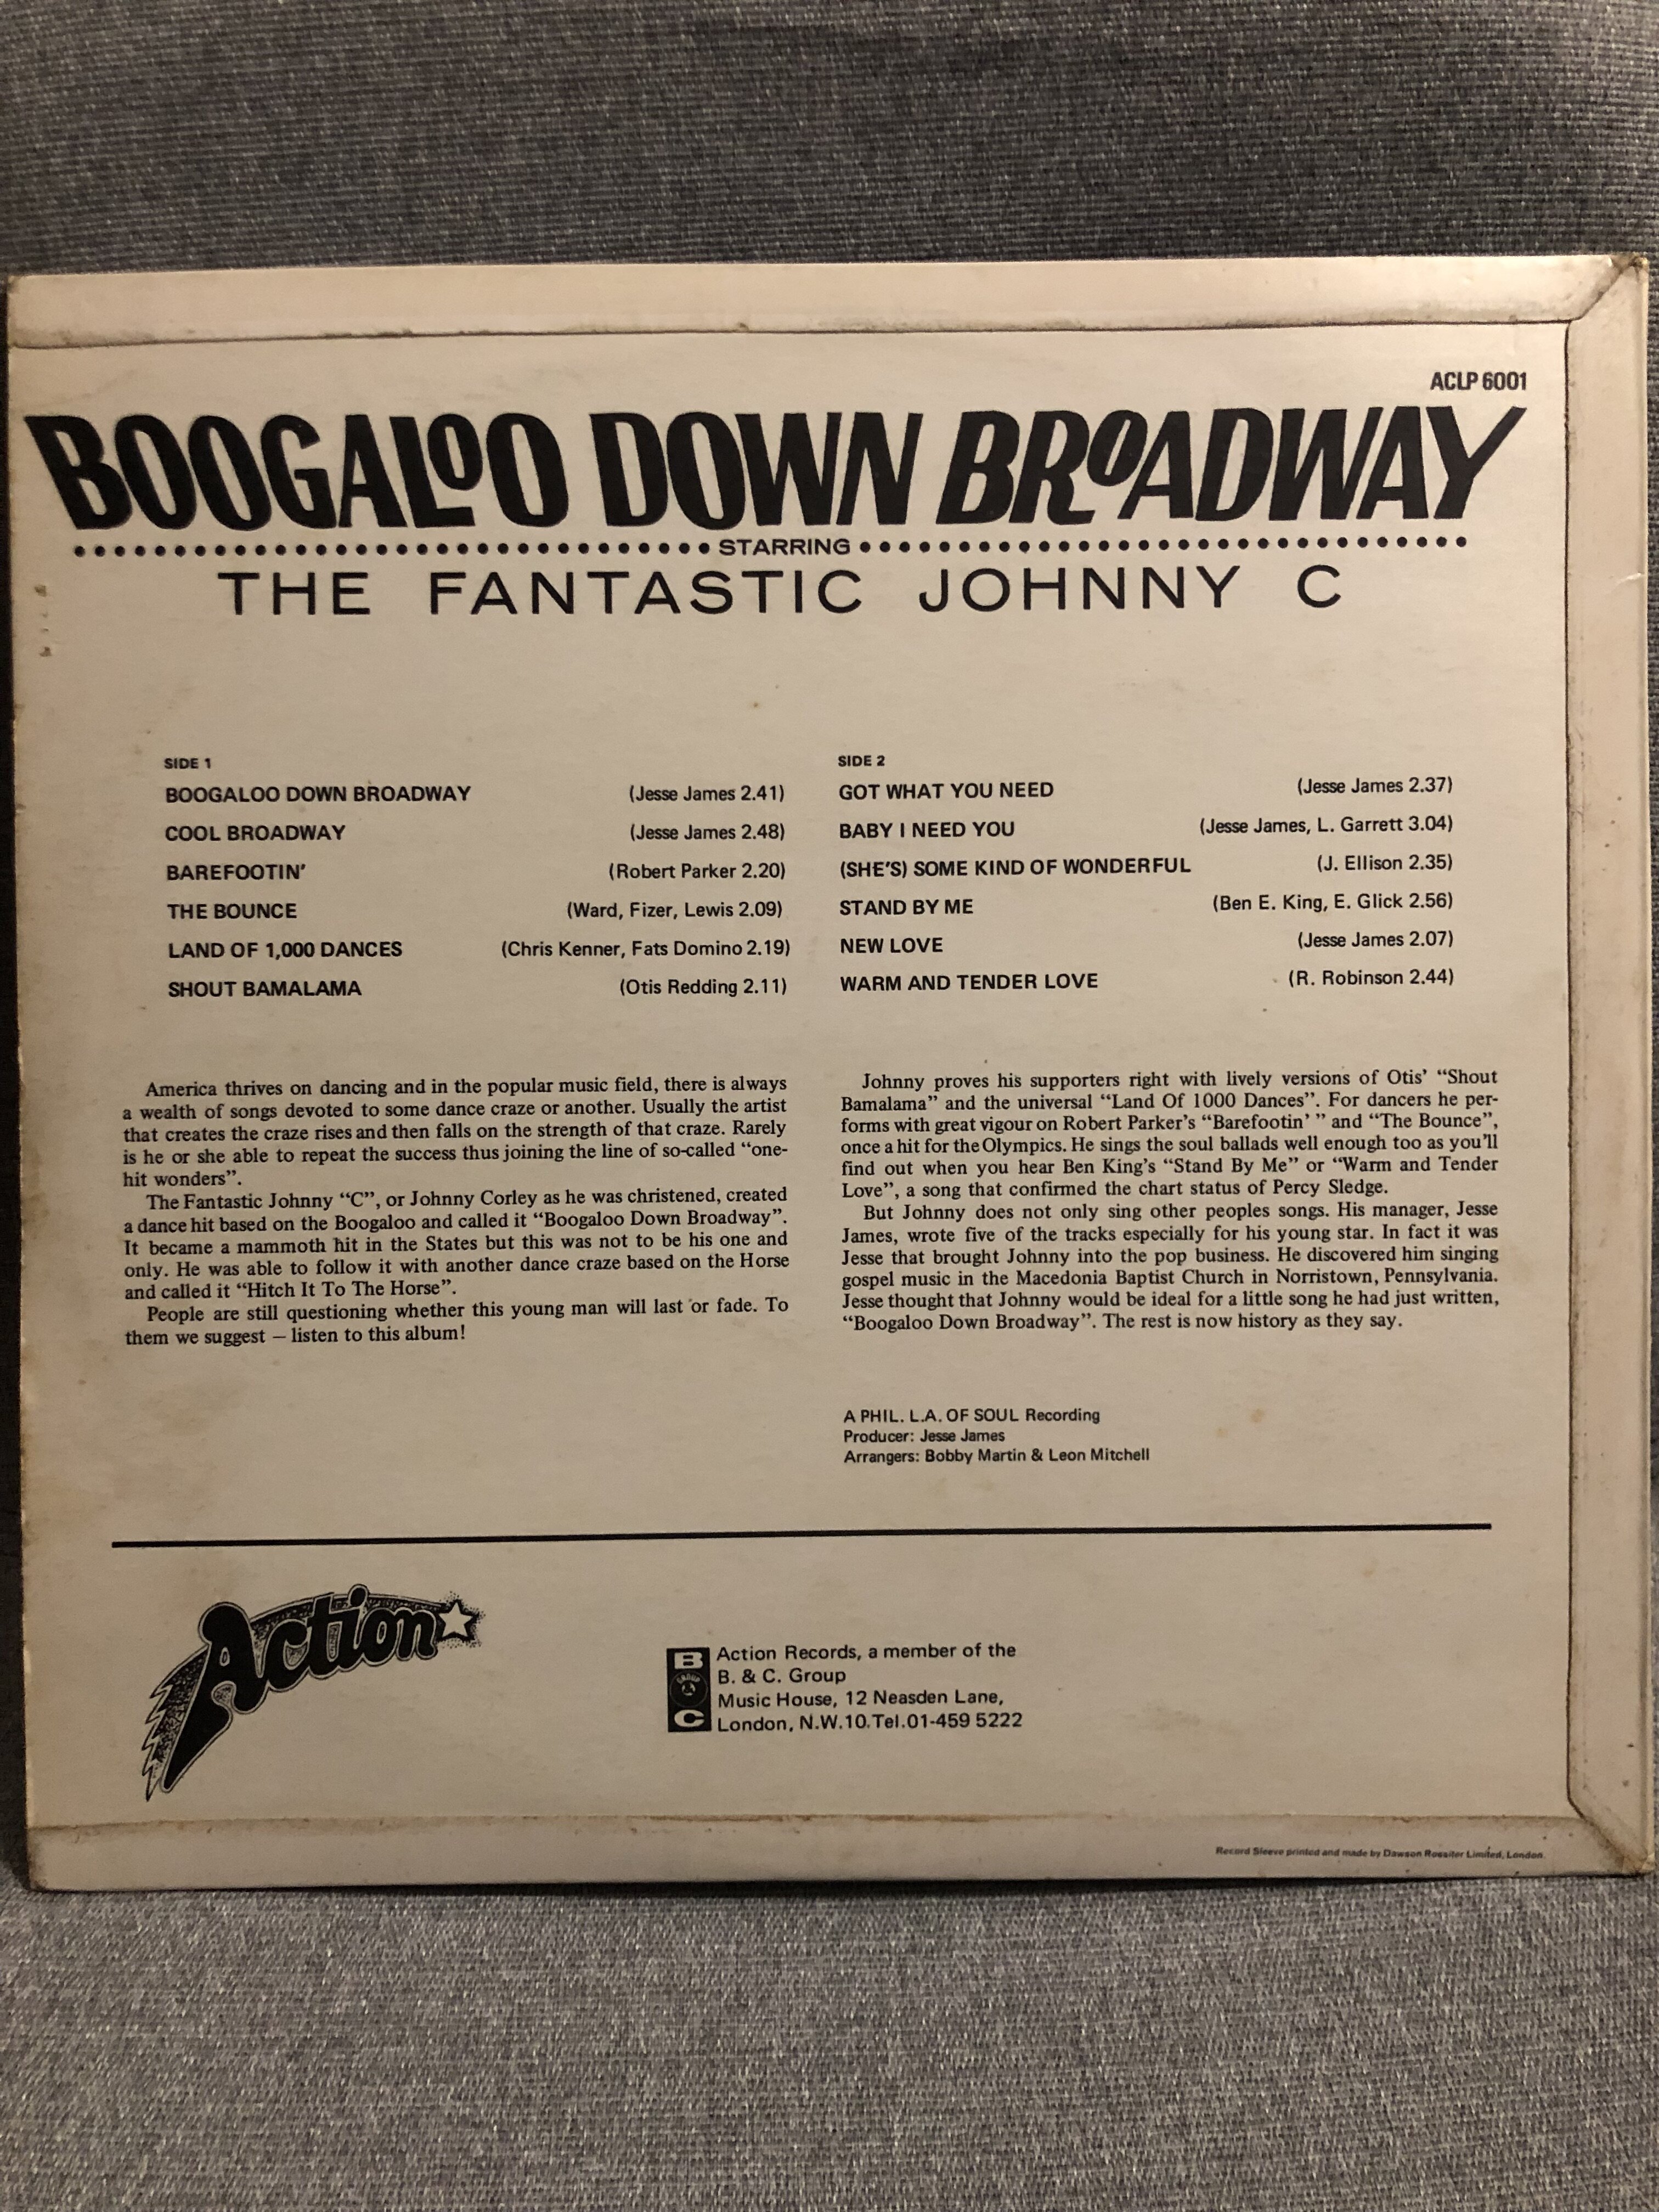 ACLP 6001
BOOGALOO DOWN BROADWAY
STARRING
THE FANTASTIC JOHNNY C
SIDE 1
BOOGALOO DOWN BROADWAY (Jesse James 2.41)
COOL BROADWAY (Jesse James 2.48)
BAREFOOTIN' (Robert Parker 2.20)
THE BOUNCE (Ward, Fizer, Lewis 2.09)
LAND OF 1,000 DANCES (Chris Kenner, Fats Domino 2.19)
SHOUT BAMALAMA (Otis Redding 2.11)
SIDE 2
GOT WHAT YOU NEED (Jesse James 2.37)
BABY I NEED YOU (Jesse James, L. Garrett 3.04)
(SHE'S) SOME KIND OF WONDERFUL (J. Ellison 2.35)
STAND BY ME (Ben E. King, E. Glick 2.56)
NEW LOVE (Jesse James 2.07)
WARM AND TENDER LOVE (R. Robinson 2.44)
America thrives on dancing and in the popular music field, there is always
a wealth of songs devoted to some dance craze or another. Usually the artist
that creates the craze rises and then falls on the strength of that craze. Rarely
is he or she able to repeat the success thus joining the line of so-called “one-
hit wonders”.
The Fantastic Johnny “C”, or Johnny Corley as he was christened, created
a dance hit based on the Boogaloo and called it “Boogaloo Down Broadway”.
It became a mammoth hit in the States but this was not to be his one and
only. He was able to follow it with another dance craze based on the Horse
and called it “Hitch It To The Horse”.
People are still questioning whether this young man will last or fade. To
them we suggest – listen to this album!
Johnny proves his supporters right with lively versions of Otis’ “Shout
Bamalama” and the universal “Land Of 1000 Dances”. For dancers he per-
forms with great vigour on Robert Parker’s “Barefootin’ ” and “The Bounce”,
once a hit for the Olympics. He sings the soul ballads well enough too as you’ll
find out when you hear Ben King’s “Stand By Me” or “Warm and Tender
Love”, a song that confirmed the chart status of Percy Sledge.
But Johnny does not only sing other peoples songs. His manager, Jesse
James, wrote five of the tracks especially for his young star. In fact it was
Jesse that brought Johnny into the pop business. He discovered him singing
gospel music in the Macedonia Baptist Church in Norristown, Pennsylvania.
Jesse thought that Johnny would be ideal for a little song he had just written,
“Boogaloo Down Broadway”. The rest is now history as they say.
A PHIL. L.A. OF SOUL Recording
Producer: Jesse James
Arrangers: Bobby Martin & Leon Mitchell
Action
B GROUP C
Action Records, a member of the
B. & C. Group
Music House, 12 Neasden Lane,
London, N.W.10.Tel.01-459 5222
Record Sleeve printed and made by Dawson Rossiter Limited, London.